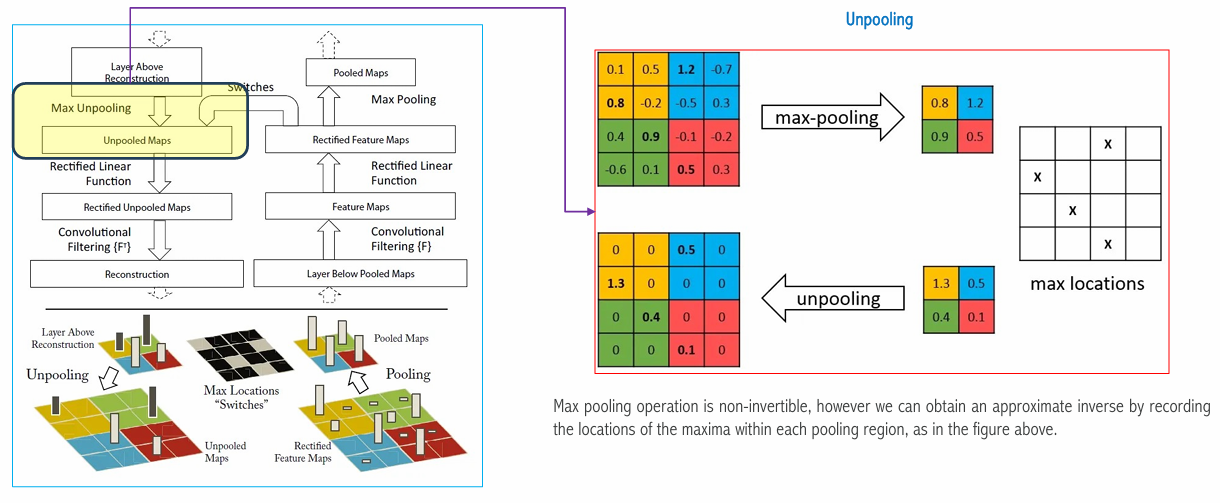 Unpooling
Layer Above
Reconstruction
Switches
Max Unpooling
Unpooled Maps
Rectified Linear
Function
Rectified Unpooled Maps
Convolutional
Filtering {Fᵀ}
Reconstruction
Pooled Maps
Max Pooling
Rectified Feature Maps
Rectified Linear
Function
Feature Maps
Convolutional
Filtering {F}
Layer Below Pooled Maps
Layer Above
Reconstruction
Unpooling
Unpooled
Maps
Max Locations
"Switches"
Pooled Maps
Pooling
Rectified
Feature Maps
0.1 0.5 1.2 -0.7
0.8 -0.2 -0.5 0.3
0.4 0.9 -0.1 -0.2
-0.6 0.1 0.5 0.3
max-pooling
0.8 1.2
0.9 0.5
X
X
X
X
max locations
0 0 0.5 0
1.3 0 0 0
0 0.4 0 0
0 0 0.1 0
unpooling
1.3 0.5
0.4 0.1
Max pooling operation is non-invertible, however we can obtain an approximate inverse by recording
the locations of the maxima within each pooling region, as in the figure above.